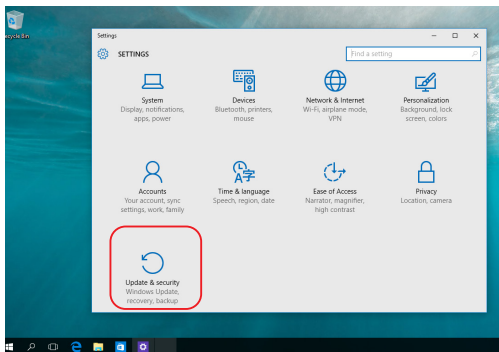 Recycle Bin
Settings
SETTINGS
Find a setting
System
Display, notifications,
apps, power
Devices
Bluetooth, printers,
mouse
Network & Internet
Wi-Fi, airplane mode,
VPN
Personalization
Background, lock
screen, colors
Accounts
Your account, sync
settings, work, family
Time & language
Speech, region, date
Ease of Access
Narrator, magnifier,
high contrast
Privacy
Location, camera
Update & security
Windows Update,
recovery, backup